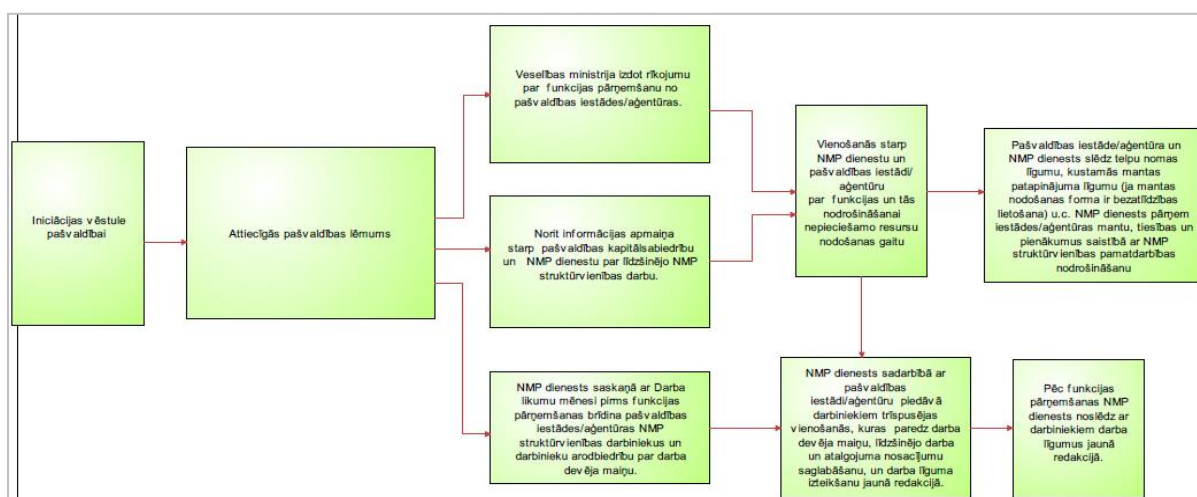 Iniciācijas vēstule
pašvaldībai
Attiecīgās pašvaldības lēmums
Veselības ministrija izdot rīkojumu
par funkcijas pārņemšanu no
pašvaldības iestādes/aģentūras.
Norit informācijas apmaiņa
starp pašvaldības kapitālsabiedrību
un NMP dienestu par līdzšinējo NMP
struktūrvienības darbu.
NMP dienests saskaņā ar Darba
likumu mēnesi pirms funkcijas
pārņemšanas brīdina pašvaldības
iestādes/aģentūras NMP
struktūrvienības darbiniekus un
darbinieku arodbiedrību par darba
devēja maiņu.
Vienošanās starp
NMP dienestu un
pašvaldības iestādi/
aģentūru
par funkcijas un tās
nodrošināšanai
nepieciešamo resursu
nodošanas gaitu
Pašvaldības iestāde/aģentūra un
NMP dienests slēdz telpu nomas
līgumu, kustamās mantas
patapinājuma līgumu (ja mantas
nodošanas forma ir bezatlīdzības
lietošana) u.c. NMP dienests pārņem
iestādes/aģentūras mantu, tiesības un
pienākumus saistībā ar NMP
struktūrvienības pamatdarbības
nodrošināšanu
NMP dienests sadarbībā ar
pašvaldības
iestādi/aģentūru piedāvā
darbiniekiem trīspusējas
vienošanās, kuras paredz darba
devēja maiņu, līdzšinējo darba
un atalgojuma nosacījumu
saglabāšanu, un darba līguma
izteikšanu jaunā redakcijā.
Pēc funkcijas
pārņemšanas NMP
dienests noslēdz ar
darbiniekiem darba
līgumus jaunā
redakcijā.